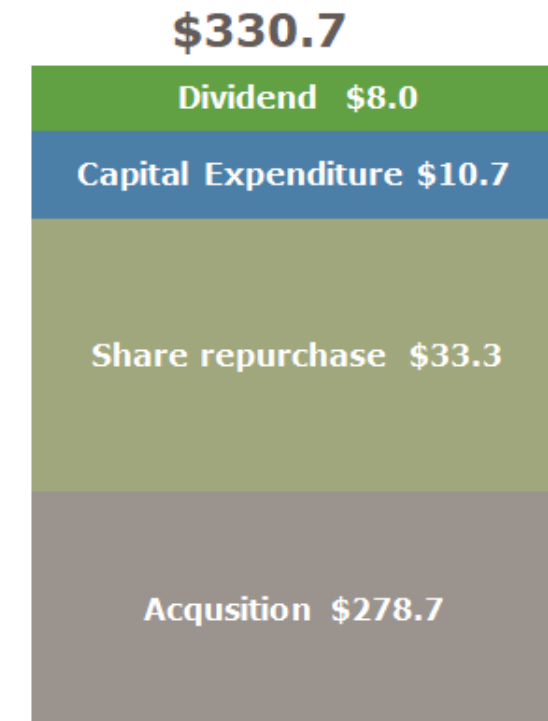 $330.7
Dividend $8.0
Capital Expenditure $10.7
Share repurchase $33.3
Acqusition $278.7